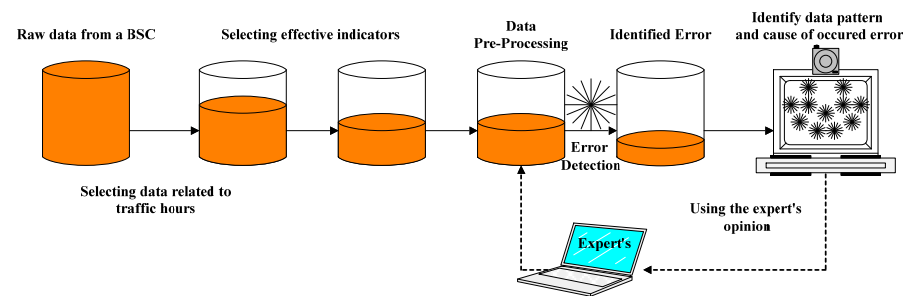 Raw data from a BSC
Selecting effective indicators
Data
Pre-Processing
Identified Error
Identify data pattern
and cause of occured error
Error
Detection
Selecting data related to
traffic hours
Using the expert's
opinion
Expert's